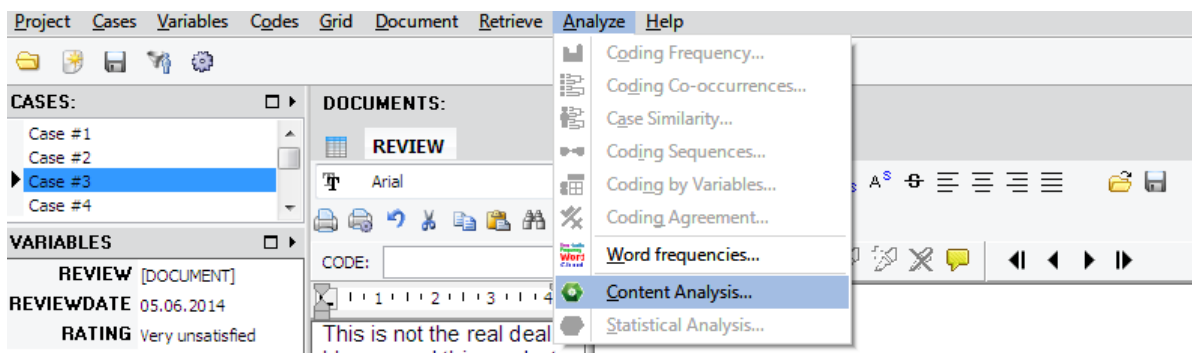 Project Cases Variables Codes Grid Document Retrieve Analyze Help
CASES:
Case #1
Case #2
Case #3
Case #4
VARIABLES
REVIEW [DOCUMENT]
REVIEWDATE 05.06.2014
RATING Very unsatisfied
DOCUMENTS:
REVIEW
Arial
CODE:
1 2 3 4
This is not the real deal
Coding Frequency...
Coding Co-occurrences...
Case Similarity...
Coding Sequences...
Coding by Variables...
Coding Agreement...
Word frequencies...
Content Analysis...
Statistical Analysis...